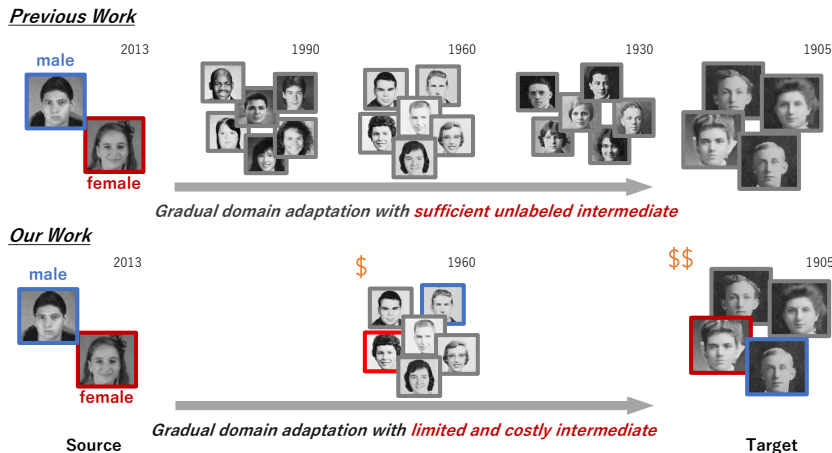 Previous Work
male
2013
1990
1960
1930
1905
female
Gradual domain adaptation with sufficient unlabeled intermediate
Our Work
male
2013
$
1960
$$
1905
female
Gradual domain adaptation with limited and costly intermediate
Source
Target